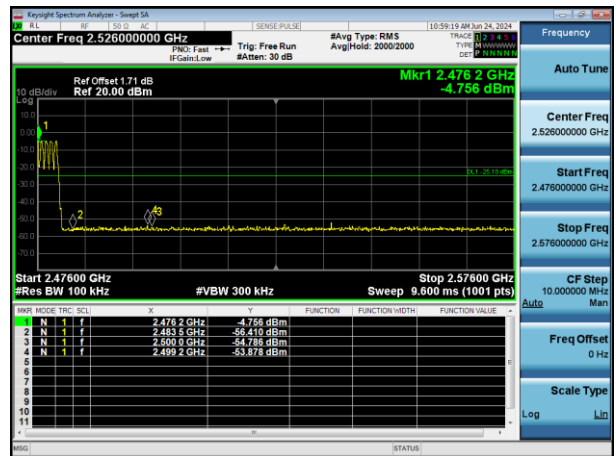 Keysight Spectrum Analyzer - Swept SA
RL RF 50 Ω AC SENSE:PULSE 10:59:19 AM Jun 24, 2024
Center Freq 2.526000000 GHz #Avg Type: RMS TRACE 1 2 3 4 5 6
PNO: Fast Trig: Free Run Avg|Hold: 2000/2000 TYPE M WWWWW
IFGain:Low #Atten: 30 dB DET P N N N N N
Frequency
Auto Tune
Center Freq
2.526000000 GHz
Start Freq
2.476000000 GHz
Stop Freq
2.576000000 GHz
CF Step
10.000000 MHz
Auto Man
Freq Offset
0 Hz
Scale Type
Log Lin
Ref Offset 1.71 dB
10 dB/div Ref 20.00 dBm
Mkr1 2.476 2 GHz
-4.756 dBm
Log
10.0
0.00
-10.0
-20.0
-30.0
-40.0
-50.0
-60.0
-70.0
1
2
43
DL1 -25.18 dBm
Start 2.47600 GHz Stop 2.57600 GHz
#Res BW 100 kHz #VBW 300 kHz Sweep 9.600 ms (1001 pts)
MKR MODE TRC SCL X Y FUNCTION FUNCTION WIDTH FUNCTION VALUE
1 N 1 f 2.476 2 GHz -4.756 dBm
2 N 1 f 2.483 5 GHz -56.410 dBm
3 N 1 f 2.500 0 GHz -54.786 dBm
4 N 1 f 2.499 2 GHz -53.878 dBm
5
6
7
8
9
10
11
MSG STATUS